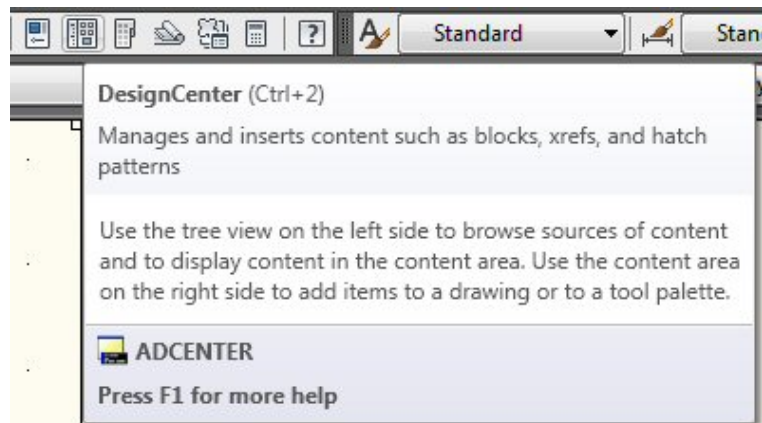 Standard Stan
DesignCenter (Ctrl+2)
Manages and inserts content such as blocks, xrefs, and hatch
patterns
Use the tree view on the left side to browse sources of content
and to display content in the content area. Use the content area
on the right side to add items to a drawing or to a tool palette.
ADCENTER
Press F1 for more help